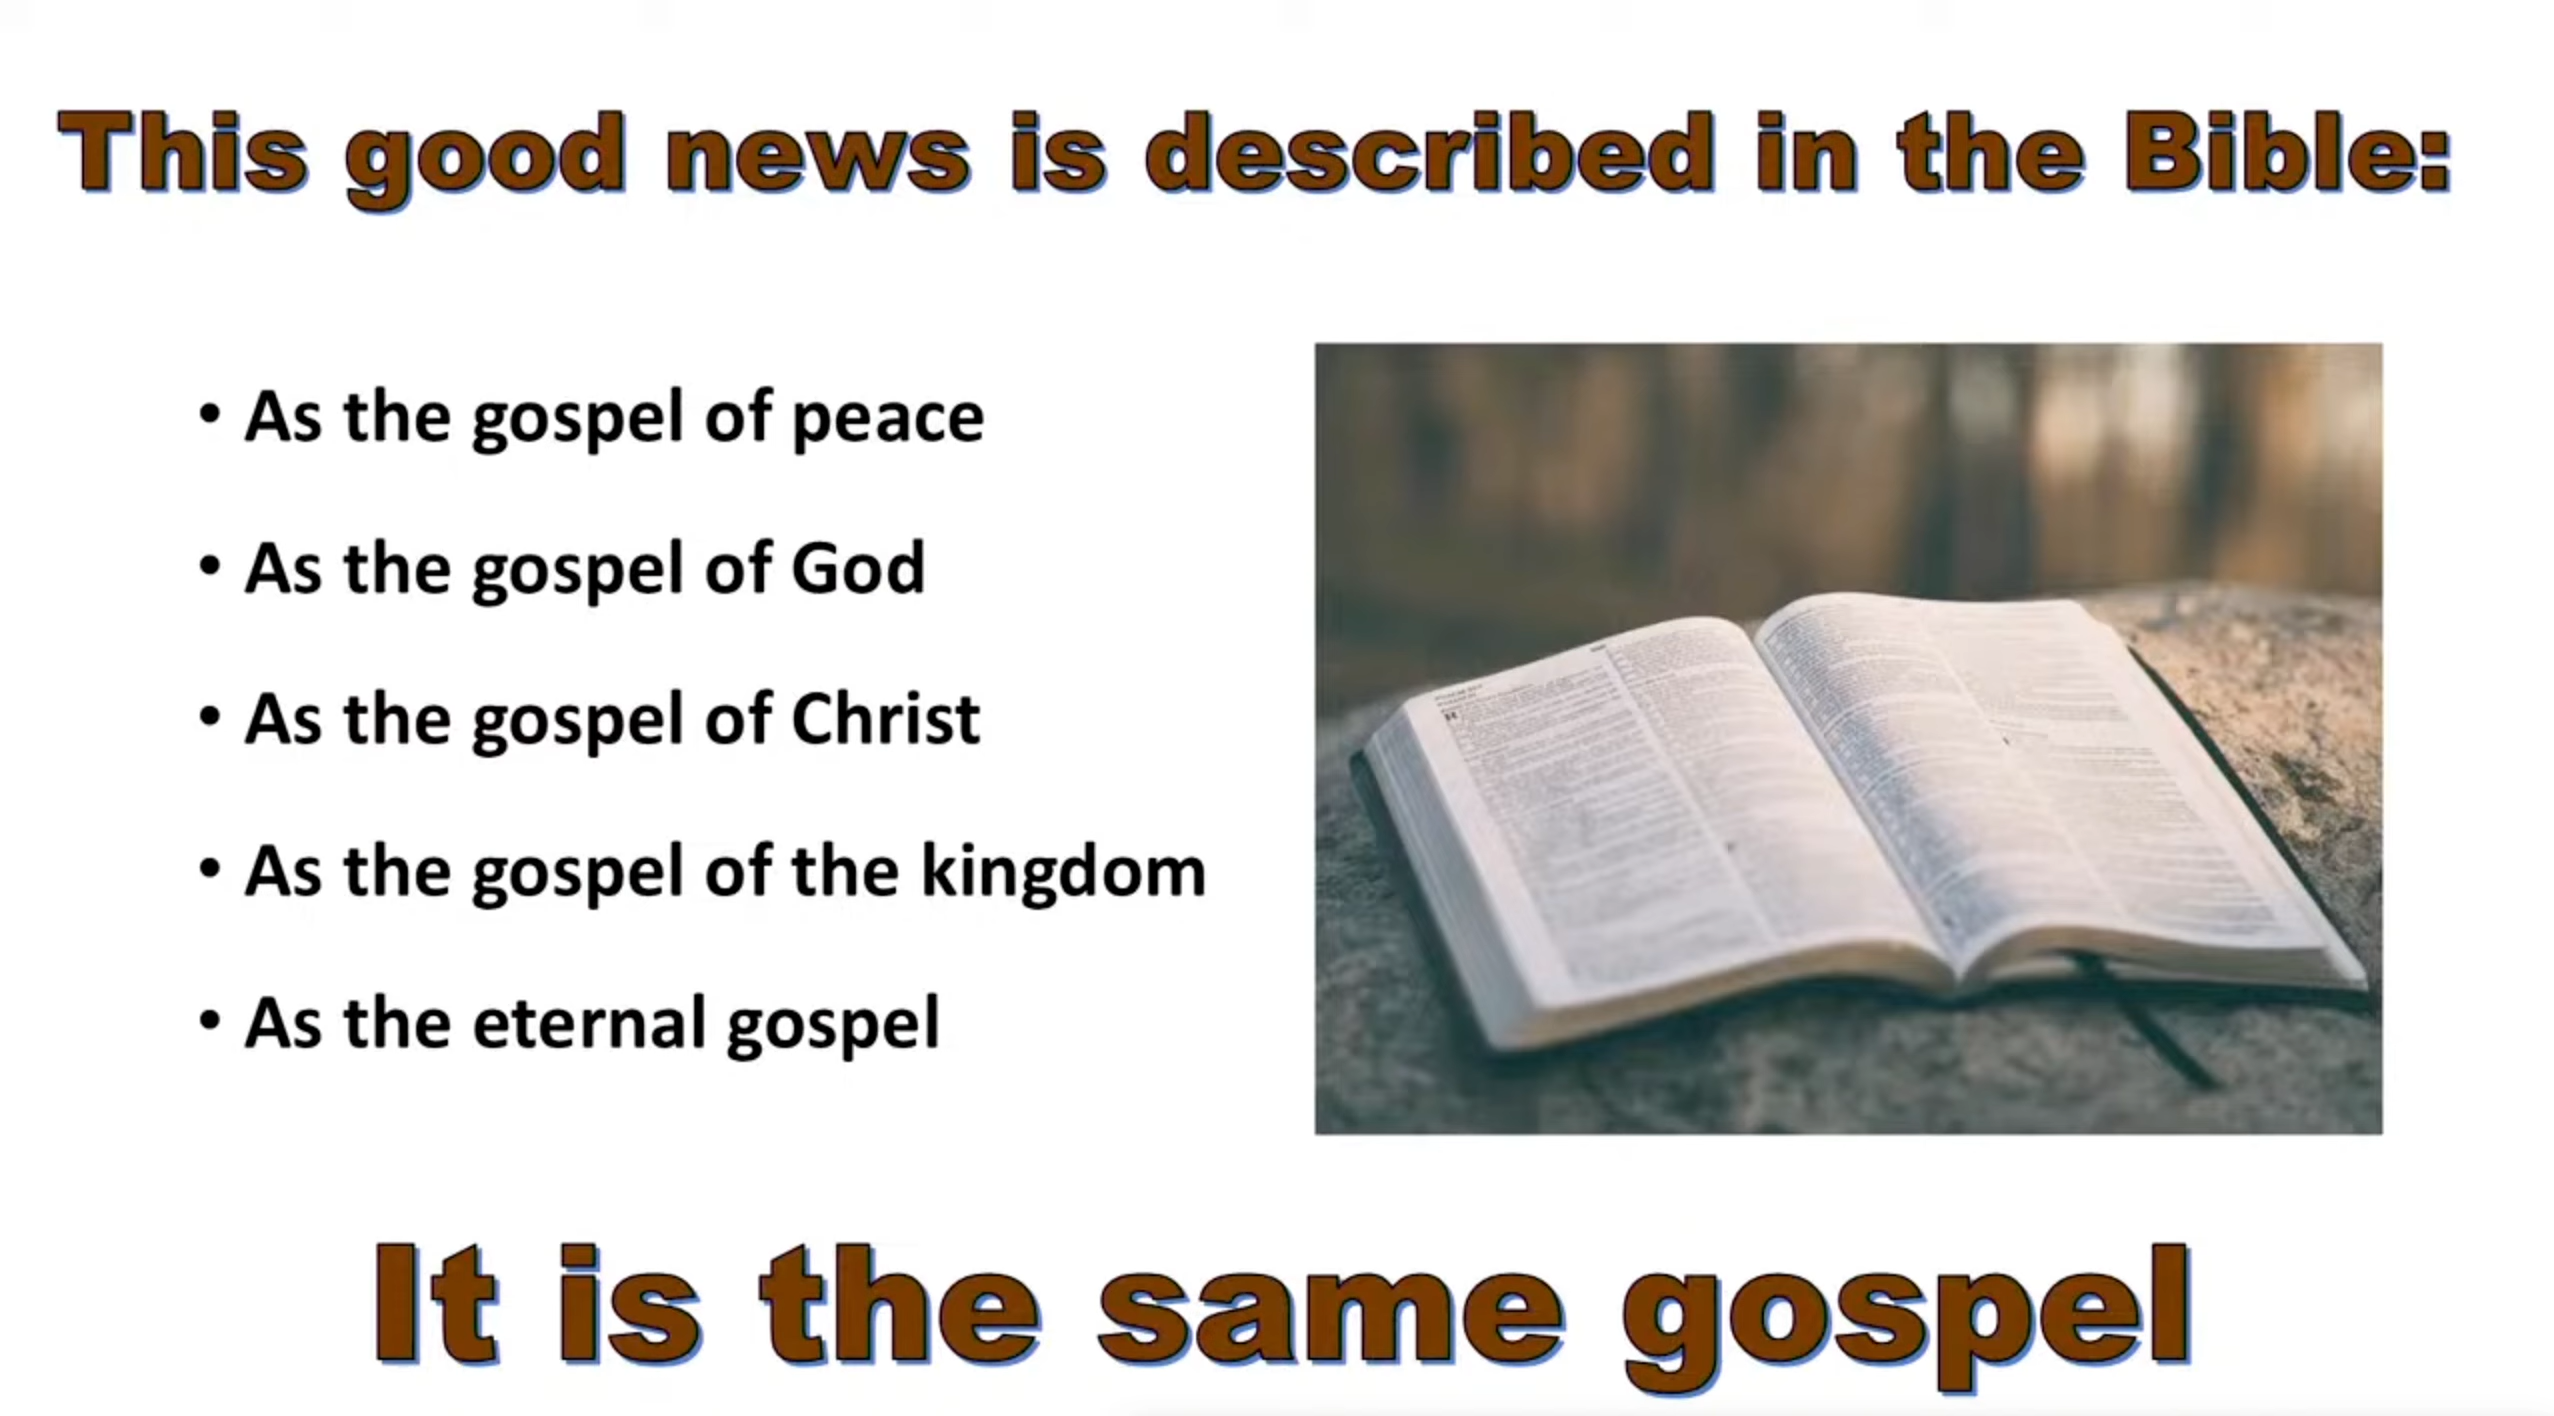 This good news is described in the Bible:
• As the gospel of peace
• As the gospel of God
• As the gospel of Christ
• As the gospel of the kingdom
• As the eternal gospel
It is the same gospel